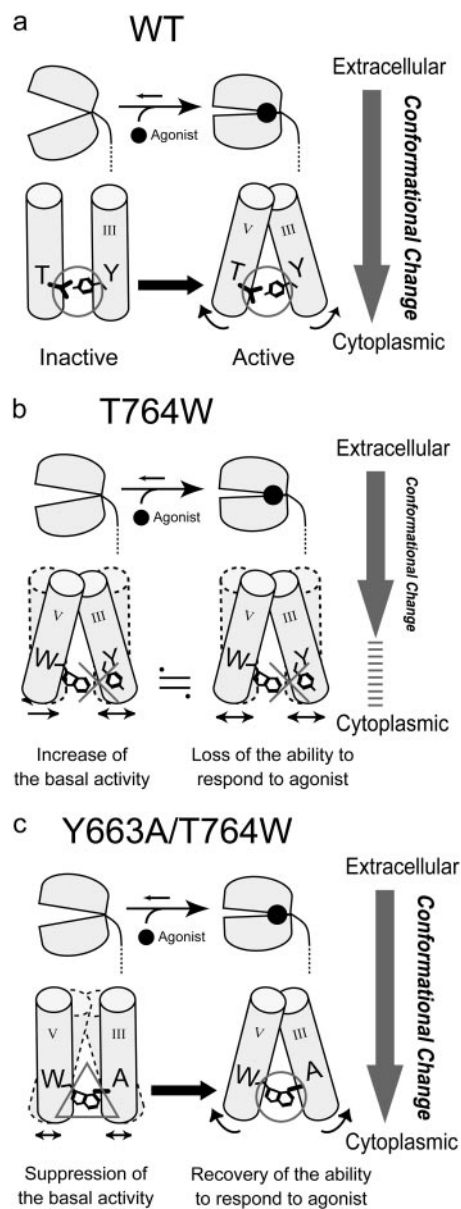 a
WT
Extracellular
Agonist
Conformational Change
III
V
III
T
Y
T
Y
Inactive
Active
Cytoplasmic
b
T764W
Extracellular
Agonist
Conformational Change
V
III
V
III
W
Y
W
Y
Cytoplasmic
Increase of
the basal activity
Loss of the ability to
respond to agonist
c
Y663A/T764W
Extracellular
Agonist
Conformational Change
V
III
V
III
W
A
W
A
Cytoplasmic
Suppression of
the basal activity
Recovery of the ability
to respond to agonist